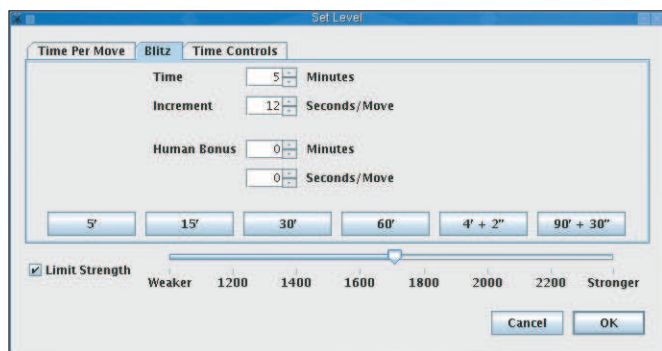 Set Level
Time Per Move Blitz Time Controls
Time 5 Minutes
Increment 12 Seconds/Move
Human Bonus 0 Minutes
0 Seconds/Move
5' 15' 30' 60' 4' + 2" 90' + 30"
Limit Strength
Weaker 1200 1400 1600 1800 2000 2200 Stronger
Cancel OK